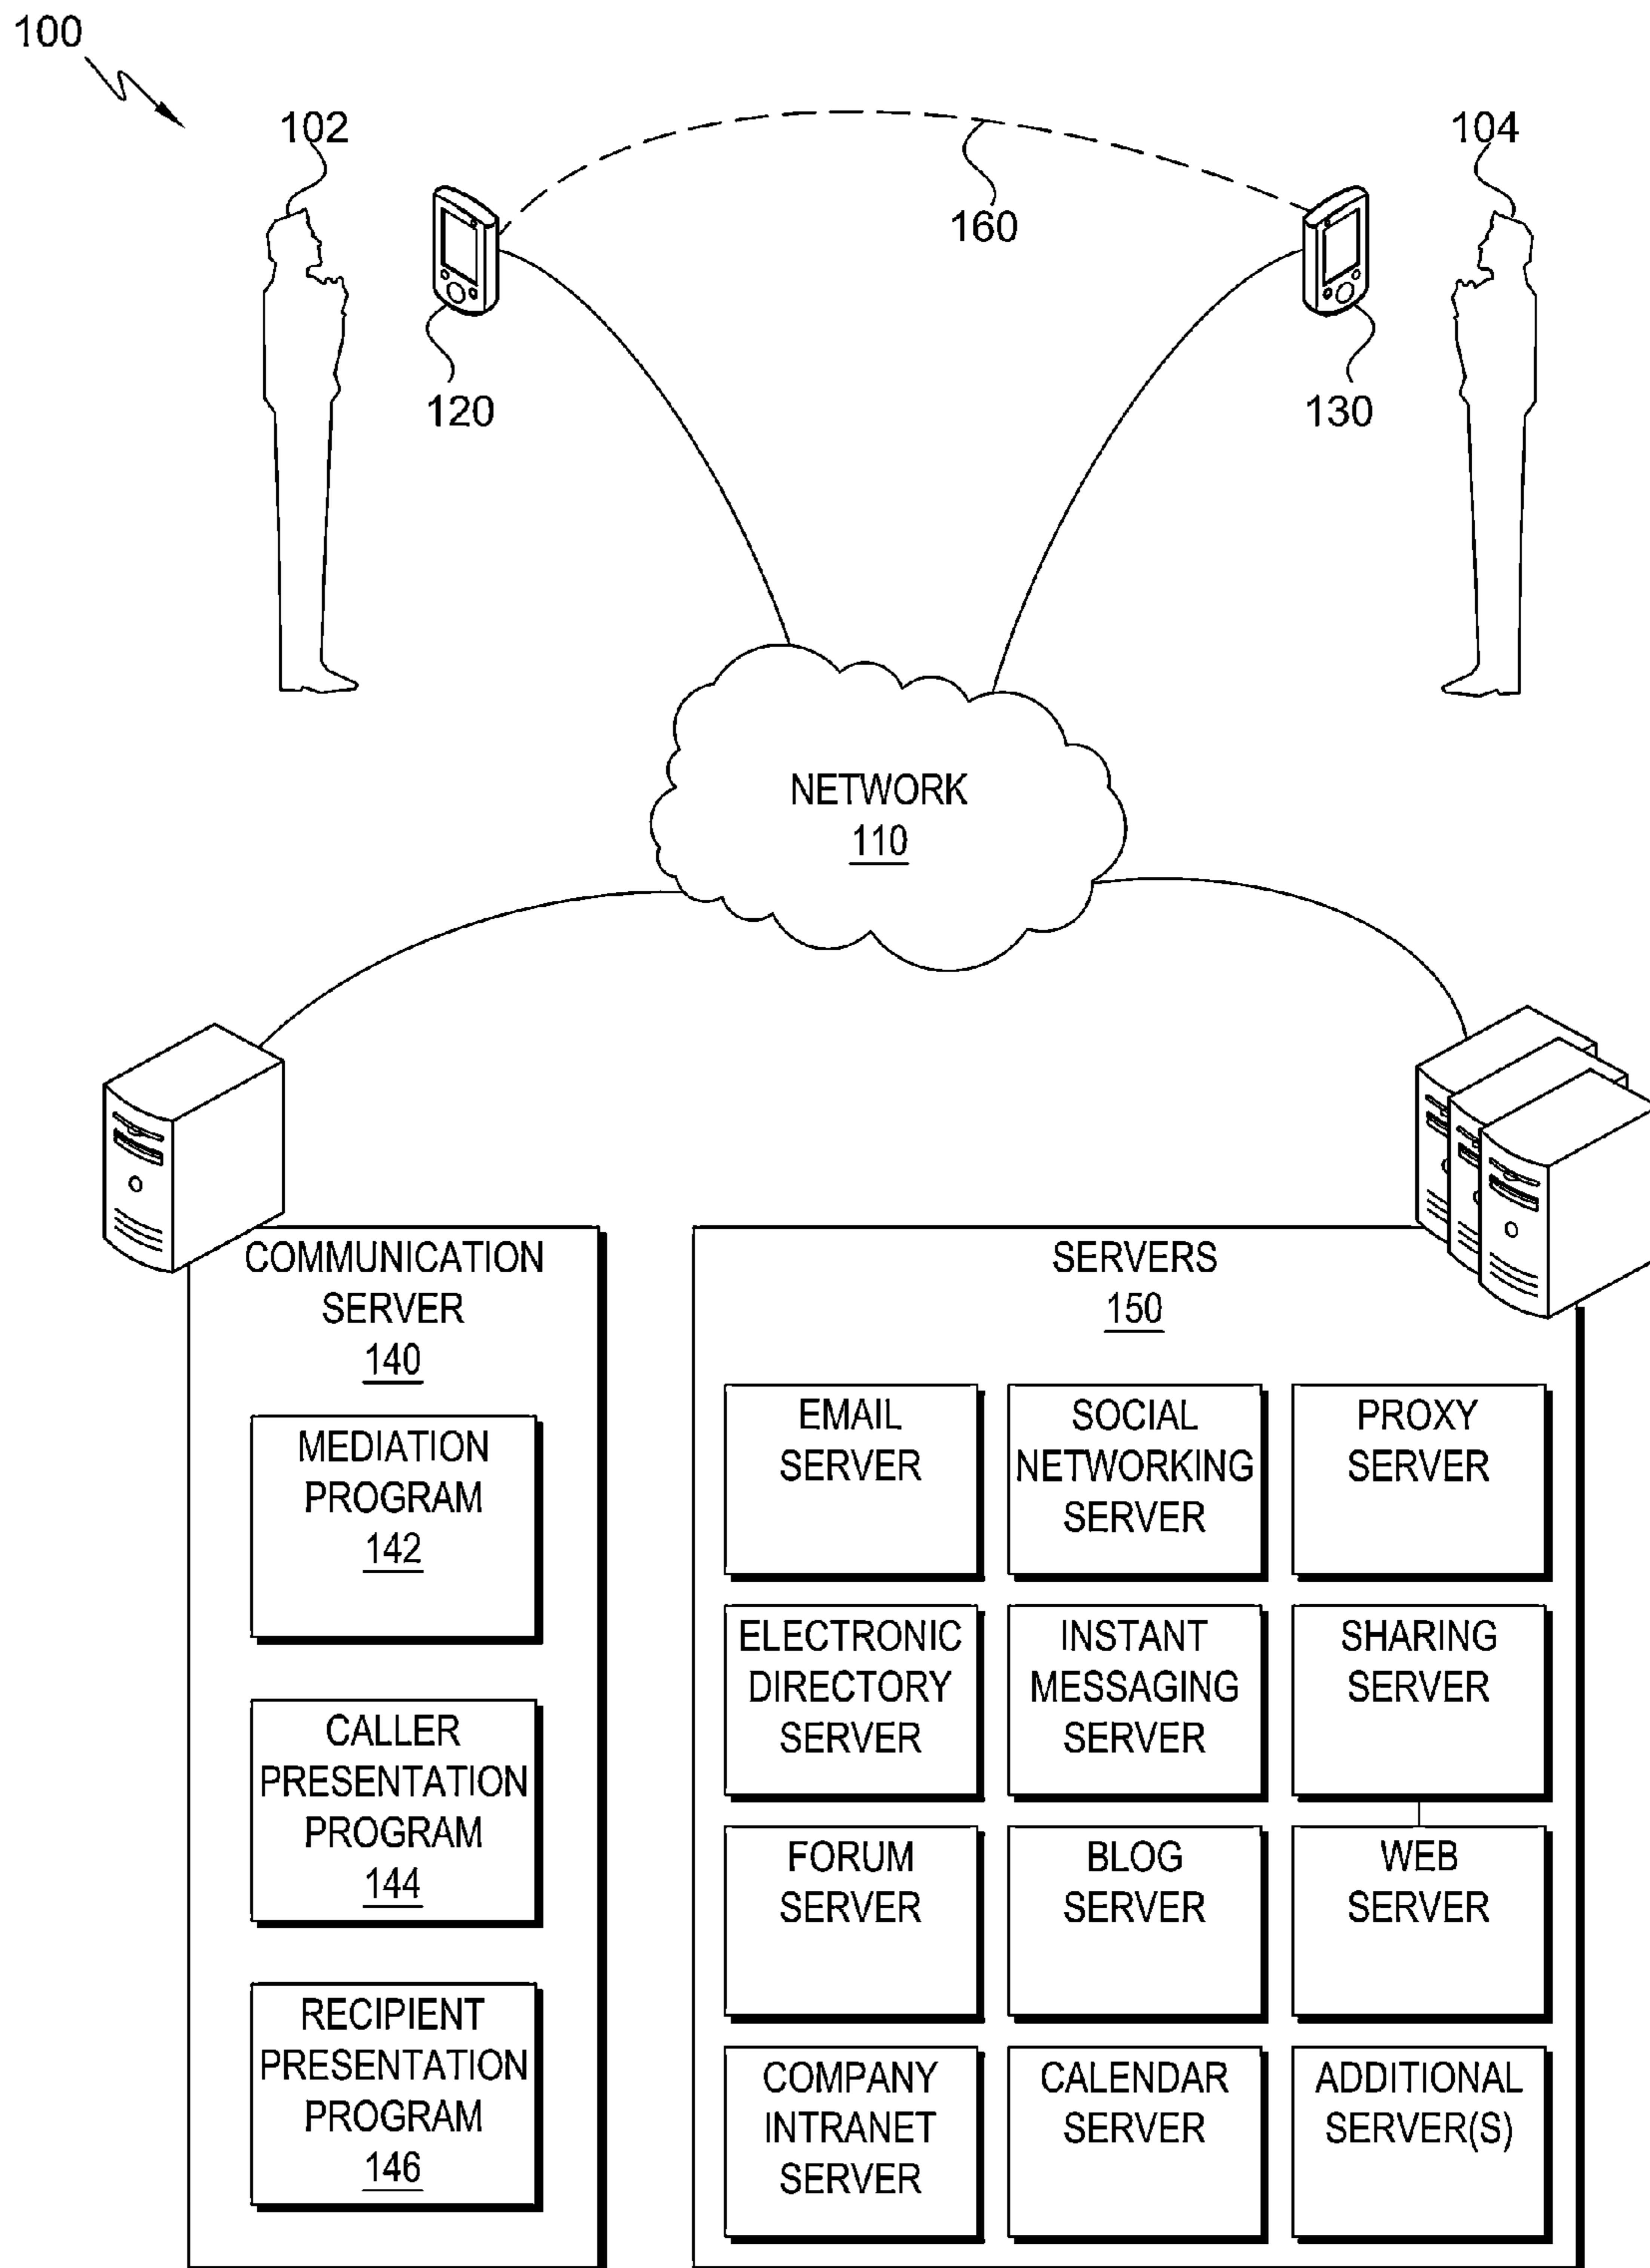 100
102
104
160
120
130
NETWORK
110
COMMUNICATION
SERVER
140
MEDIATION
PROGRAM
142
CALLER
PRESENTATION
PROGRAM
144
RECIPIENT
PRESENTATION
PROGRAM
146
SERVERS
150
EMAIL
SERVER
SOCIAL
NETWORKING
SERVER
PROXY
SERVER
ELECTRONIC
DIRECTORY
SERVER
INSTANT
MESSAGING
SERVER
SHARING
SERVER
FORUM
SERVER
BLOG
SERVER
WEB
SERVER
COMPANY
INTRANET
SERVER
CALENDAR
SERVER
ADDITIONAL
SERVER(S)